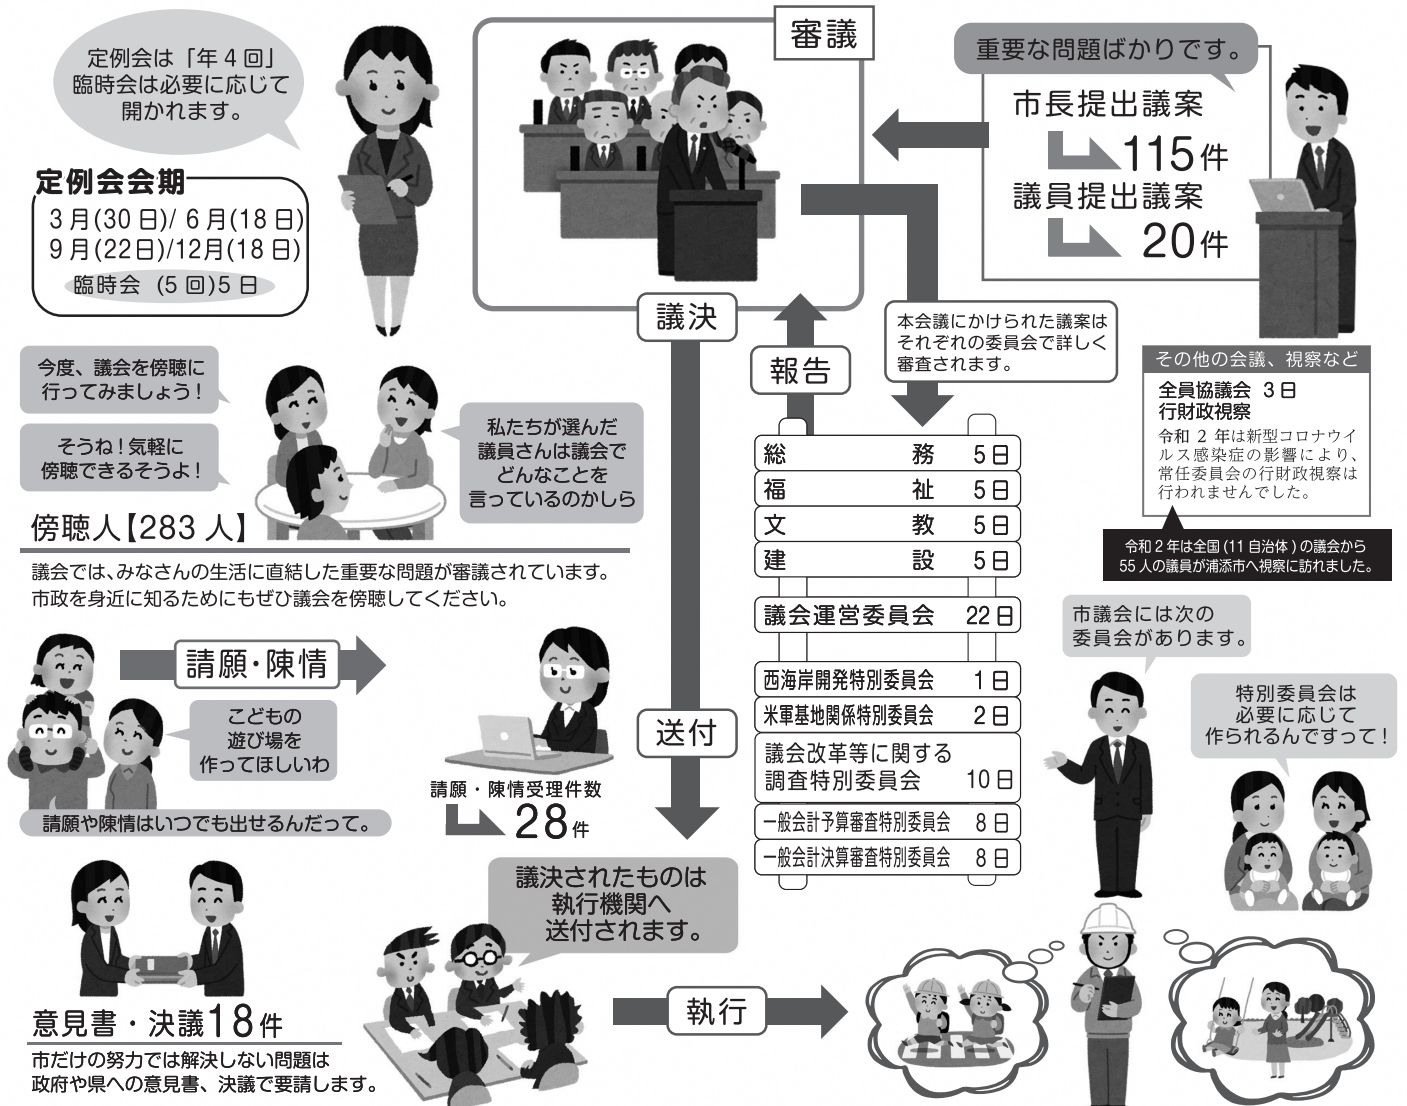 定例会は「年４回」
臨時会は必要に応じて
開かれます。
定例会会期
３月(30日)/ ６月(18日)
９月(22日)/12月(18日)
臨時会 (５回)５日
審議
重要な問題ばかりです。
市長提出議案
115件
議員提出議案
20件
議決
報告
本会議にかけられた議案は
それぞれの委員会で詳しく
審査されます。
その他の会議、視察など
全員協議会 ３日
行財政視察
令和２年は新型コロナウイ
ルス感染症の影響により、
常任委員会の行財政視察は
行われませんでした。
令和２年は全国(11自治体)の議会から
55人の議員が浦添市へ視察に訪れました。
今度、議会を傍聴に
行ってみましょう！
そうね！気軽に
傍聴できるそうよ！
私たちが選んだ
議員さんは議会で
どんなことを
言っているのかしら
傍聴人【283人】
議会では、みなさんの生活に直結した重要な問題が審議されています。
市政を身近に知るためにもぜひ議会を傍聴してください。
総務 ５日
福祉 ５日
文教 ５日
建設 ５日
議会運営委員会 22日
西海岸開発特別委員会 １日
米軍基地関係特別委員会 ２日
議会改革等に関する
調査特別委員会 10日
一般会計予算審査特別委員会 ８日
一般会計決算審査特別委員会 ８日
市議会には次の
委員会があります。
特別委員会は
必要に応じて
作られるんですって！
請願・陳情
こどもの
遊び場を
作ってほしいわ
請願や陳情はいつでも出せるんだって。
請願・陳情受理件数
28件
送付
議決されたものは
執行機関へ
送付されます。
執行
意見書・決議18件
市だけの努力では解決しない問題は
政府や県への意見書、決議で要請します。